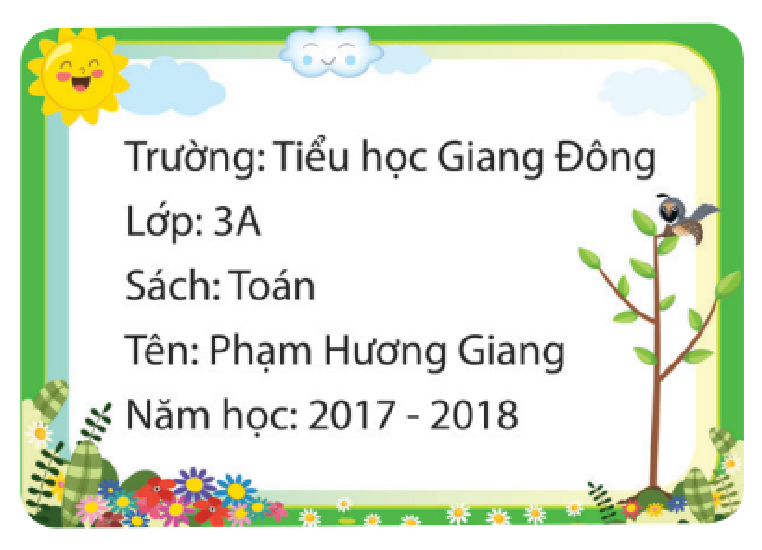 Trường: Tiểu học Giang Đông
Lớp: 3A
Sách: Toán
Tên: Phạm Hương Giang
Năm học: 2017 - 2018